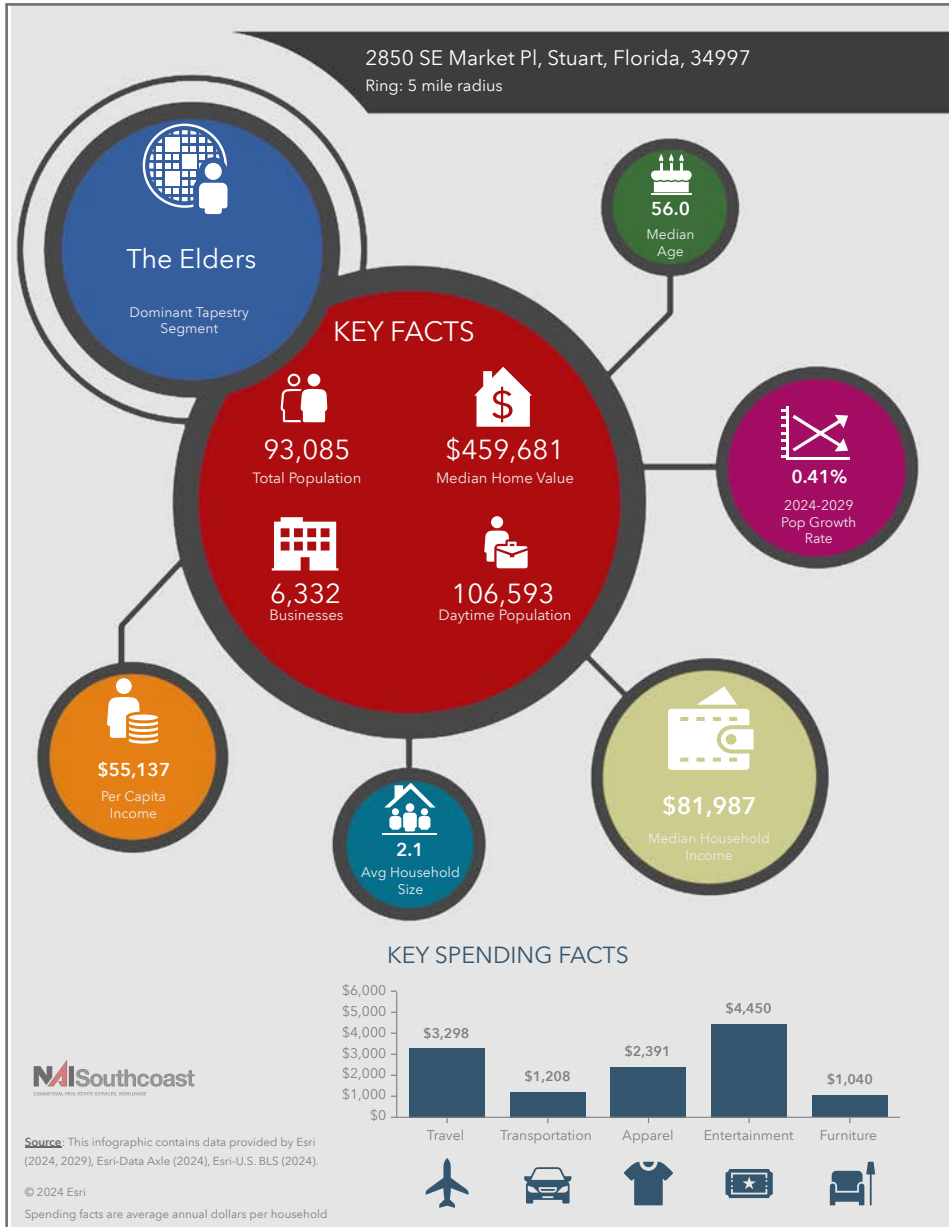 2850 SE Market Pl, Stuart, Florida, 34997
Ring: 5 mile radius
The Elders
Dominant Tapestry
Segment
56.0
Median
Age
KEY FACTS
93,085
Total Population
$459,681
Median Home Value
6,332
Businesses
106,593
Daytime Population
0.41%
2024-2029
Pop Growth
Rate
$55,137
Per Capita
Income
2.1
Avg Household
Size
$81,987
Median Household
Income
KEY SPENDING FACTS
$6,000
$5,000
$4,000
$3,000
$2,000
$1,000
$0
$3,298
$1,208
$2,391
$4,450
$1,040
Travel
Transportation
Apparel
Entertainment
Furniture
NAISouthcoast
COMMERCIAL REAL ESTATE SERVICES, WORLDWIDE
Source: This infographic contains data provided by Esri
(2024, 2029), Esri-Data Axle (2024), Esri-U.S. BLS (2024).
© 2024 Esri
Spending facts are average annual dollars per household